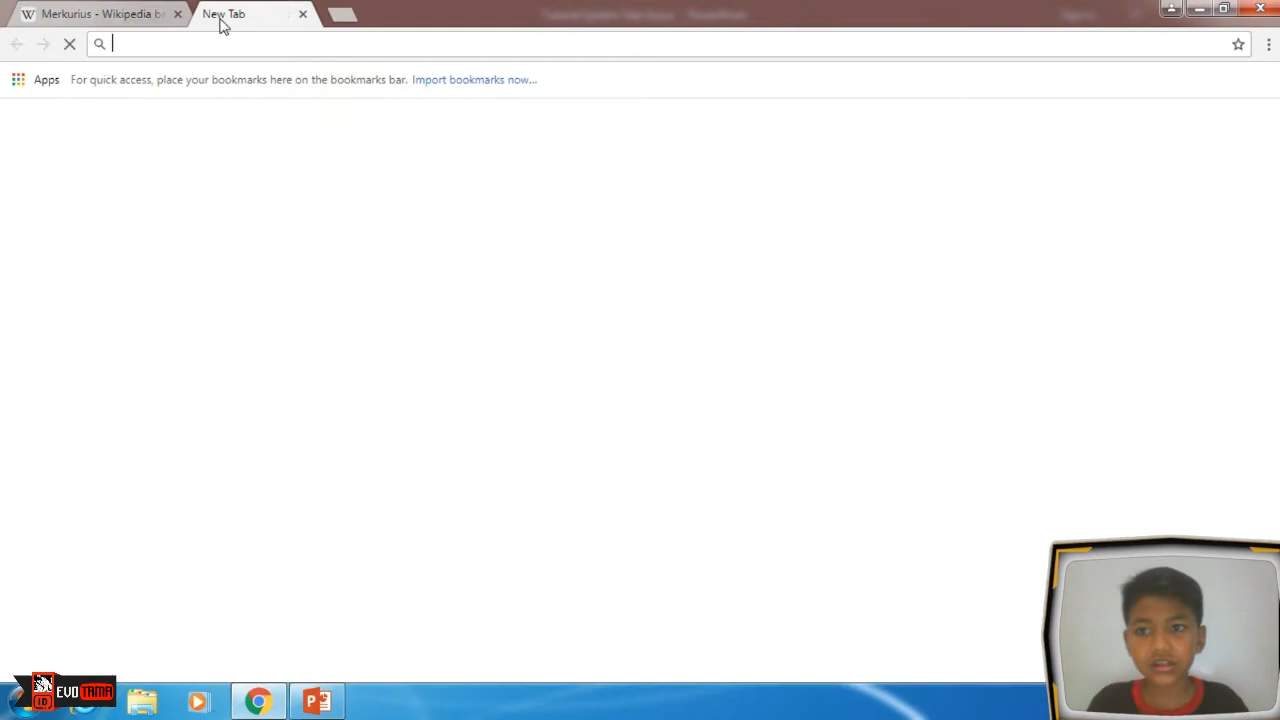 Merkurius - Wikipedia b
New Tab
Apps
For quick access, place your bookmarks here on the bookmarks bar. Import bookmarks now...
ID
EVO TAMA